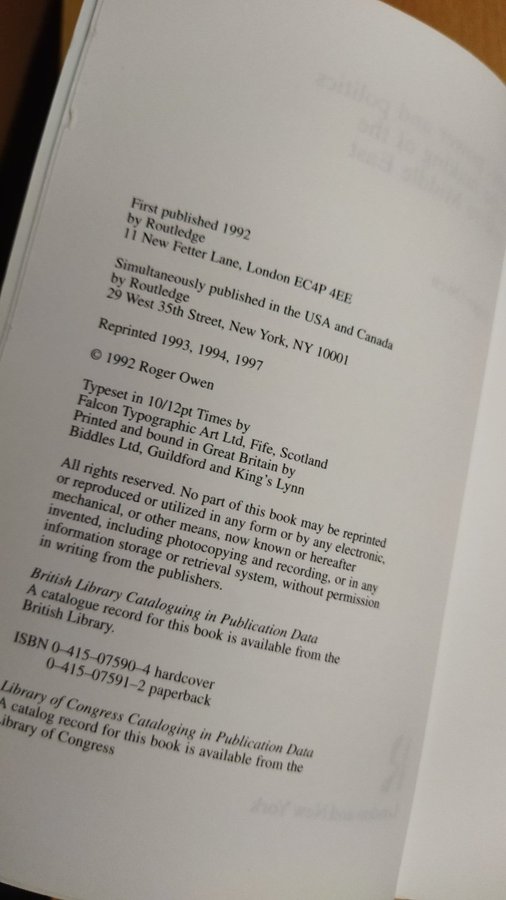 First published 1992
by Routledge
11 New Fetter Lane, London EC4P 4EE
Simultaneously published in the USA and Canada
by Routledge
29 West 35th Street, New York, NY 10001
Reprinted 1993, 1994, 1997
© 1992 Roger Owen
Typeset in 10/12pt Times by
Falcon Typographic Art Ltd, Fife, Scotland
Printed and bound in Great Britain by
Biddles Ltd, Guildford and King's Lynn
All rights reserved. No part of this book may be reprinted
or reproduced or utilized in any form or by any electronic,
mechanical, or other means, now known or hereafter
invented, including photocopying and recording, or in any
information storage or retrieval system, without permission
in writing from the publishers.
British Library Cataloguing in Publication Data
A catalogue record for this book is available from the
British Library.
ISBN 0–415–07590–4 hardcover
0–415–07591–2 paperback
Library of Congress Cataloging in Publication Data
A catalog record for this book is available from the
Library of Congress